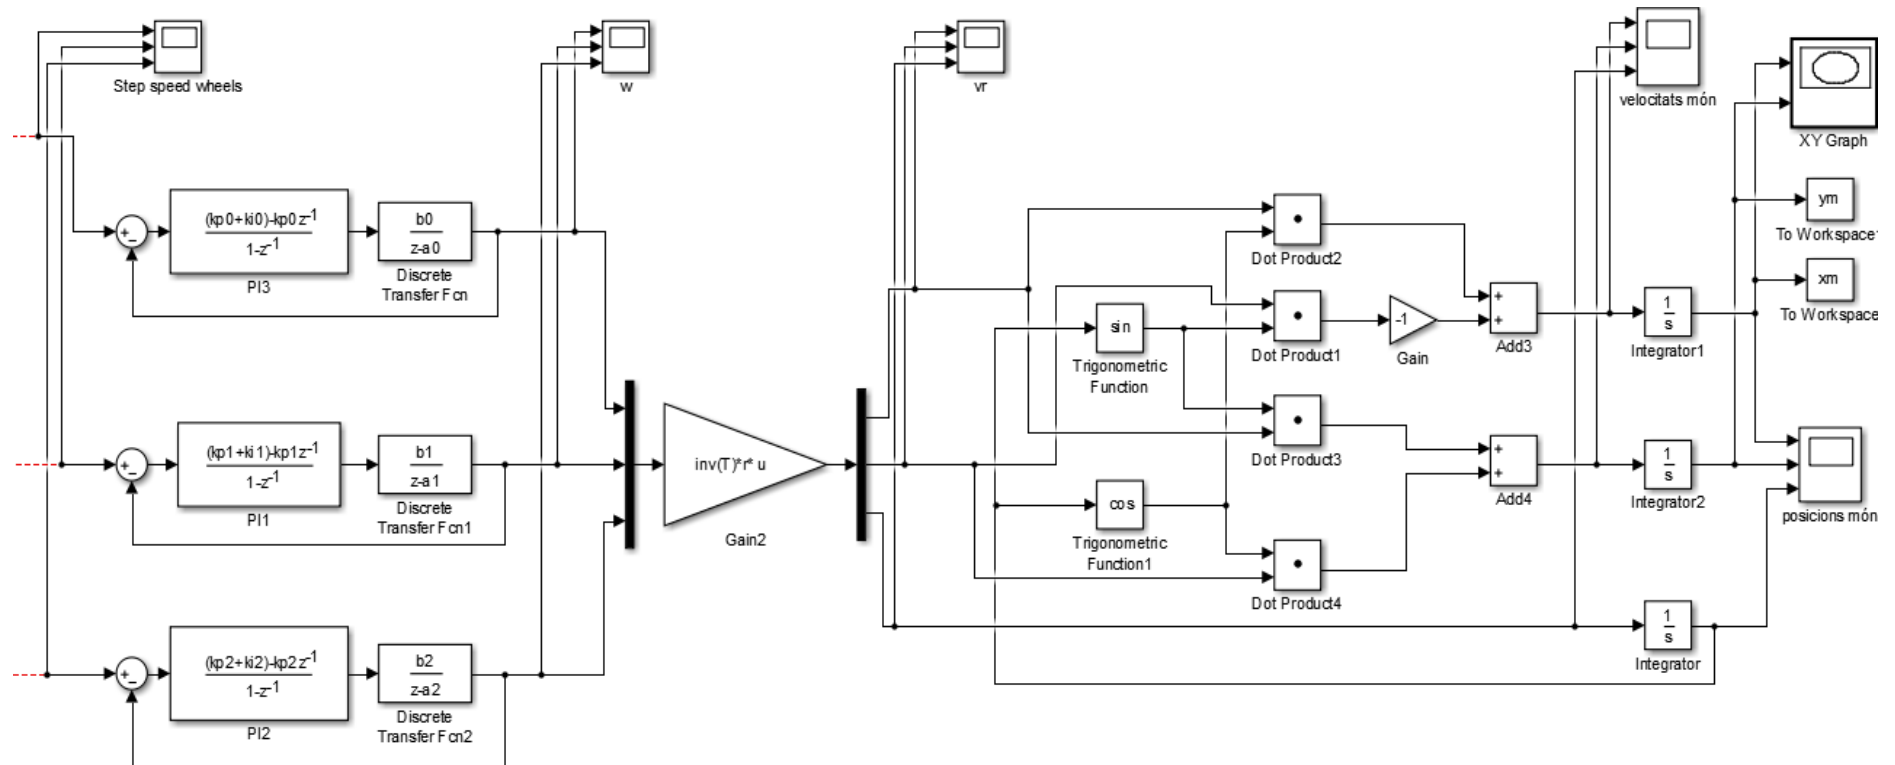 Step speed wheels
w
vr
velocitats món
XY Graph
ym
To Workspace
xm
To Workspace
+
-
(kp0+ki0)-kp0z-1
1-z-1
PI3
b0
z-a0
Discrete
Transfer Fcn
Dot Product2
sin
Trigonometric
Function
Dot Product1
-1
Gain
+
+
Add3
1
s
Integrator1
+
-
(kp1+ki1)-kp1z-1
1-z-1
PI1
b1
z-a1
Discrete
Transfer Fcn1
inv(T)*r* u
Gain2
Dot Product3
cos
Trigonometric
Function1
+
+
Add4
1
s
Integrator2
posicions món
Dot Product4
+
-
(kp2+ki2)-kp2z-1
1-z-1
PI2
b2
z-a2
Discrete
Transfer Fcn2
1
s
Integrator